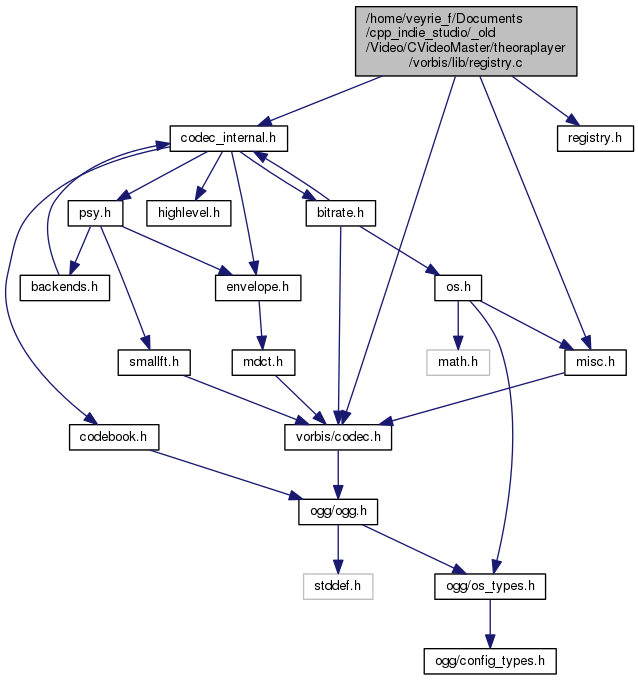 /home/veyrie_f/Documents
/cpp_indie_studio/_old
/Video/CVideoMaster/theoraplayer
/vorbis/lib/registry.c
codec_internal.h
registry.h
psy.h
highlevel.h
bitrate.h
backends.h
envelope.h
os.h
smallft.h
mdct.h
math.h
misc.h
codebook.h
vorbis/codec.h
ogg/ogg.h
stddef.h
ogg/os_types.h
ogg/config_types.h